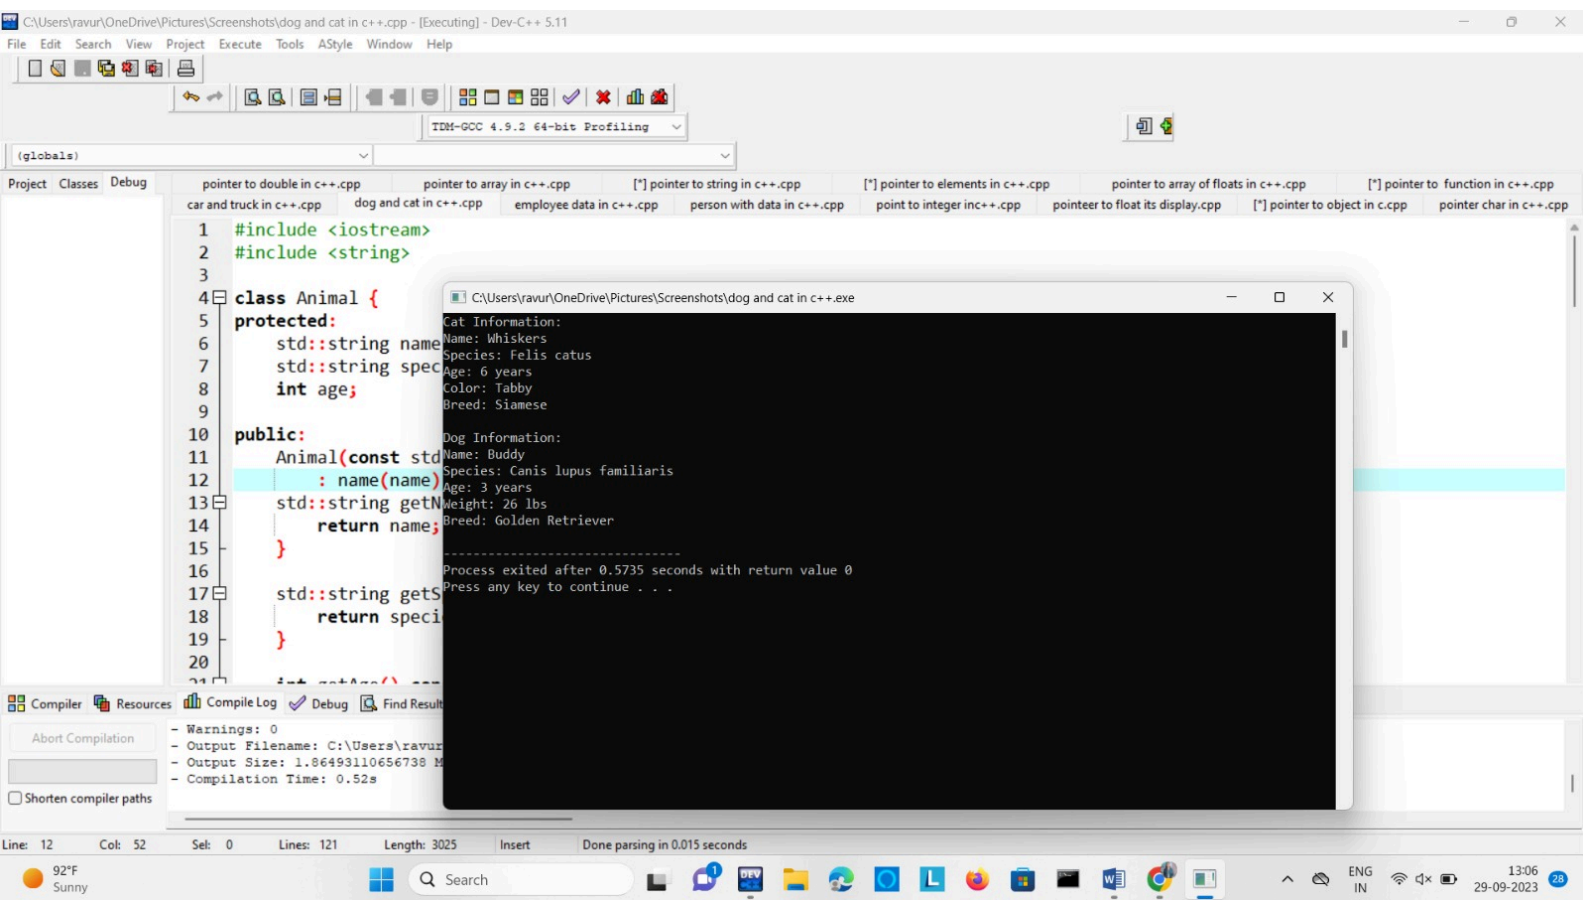 C:\Users\ravur\OneDrive\Pictures\Screenshots\dog and cat in c++.cpp - [Executing] - Dev-C++ 5.11
File Edit Search View Project Execute Tools AStyle Window Help
TDM-GCC 4.9.2 64-bit Profiling
(globals)
Project Classes Debug
pointer to double in c++.cpp pointer to array in c++.cpp [*] pointer to string in c++.cpp [*] pointer to elements in c++.cpp pointer to array of floats in c++.cpp [*] pointer to function in c++.cpp
car and truck in c++.cpp dog and cat in c++.cpp employee data in c++.cpp person with data in c++.cpp point to integer inc++.cpp pointeer to float its display.cpp [*] pointer to object in c.cpp pointer char in c++.cpp
1 #include <iostream>
2 #include <string>
3
4 class Animal {
5 protected:
6 std::string name
7 std::string spec
8 int age;
9
10 public:
11 Animal(const std
12 : name(name)
13 std::string getN
14 return name;
15 }
16
17 std::string getS
18 return speci
19 }
20
21 int getAge() con
C:\Users\ravur\OneDrive\Pictures\Screenshots\dog and cat in c++.exe
Cat Information:
Name: Whiskers
Species: Felis catus
Age: 6 years
Color: Tabby
Breed: Siamese
Dog Information:
Name: Buddy
Species: Canis lupus familiaris
Age: 3 years
Weight: 26 lbs
Breed: Golden Retriever
--------------------------------
Process exited after 0.5735 seconds with return value 0
Press any key to continue . . .
Compiler Resources Compile Log Debug Find Result
Abort Compilation
Shorten compiler paths
- Warnings: 0
- Output Filename: C:\Users\ravur
- Output Size: 1.86493110656738 M
- Compilation Time: 0.52s
Line: 12 Col: 52 Sel: 0 Lines: 121 Length: 3025 Insert Done parsing in 0.015 seconds
92°F
Sunny
Search
1
DEV
L
W
ENG
IN
13:06
29-09-2023
28